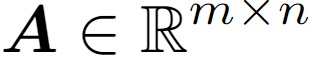 A ∈ ℝ^{m×n}